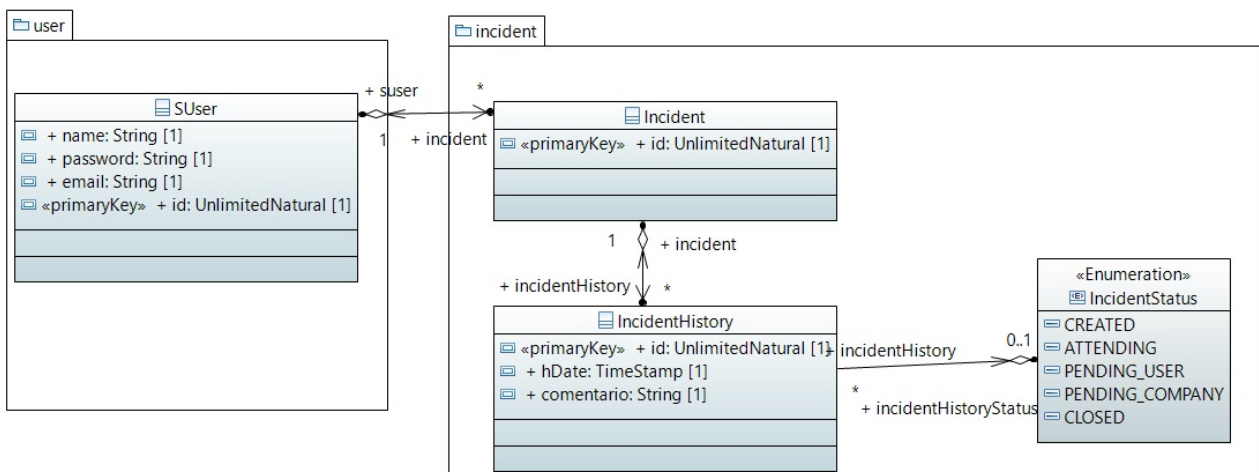 user
incident
+ suser
*
SUser
Incident
+ name: String [1]
1
+ incident
«primaryKey» + id: UnlimitedNatural [1]
+ password: String [1]
+ email: String [1]
«primaryKey» + id: UnlimitedNatural [1]
1
+ incident
+ incidentHistory
*
«Enumeration»
IncidentStatus
IncidentHistory
CREATED
«primaryKey» + id: UnlimitedNatural [1]
+ incidentHistory
0..1
ATTENDING
+ hDate: TimeStamp [1]
PENDING_USER
+ comentario: String [1]
*
PENDING_COMPANY
+ incidentHistoryStatus
CLOSED